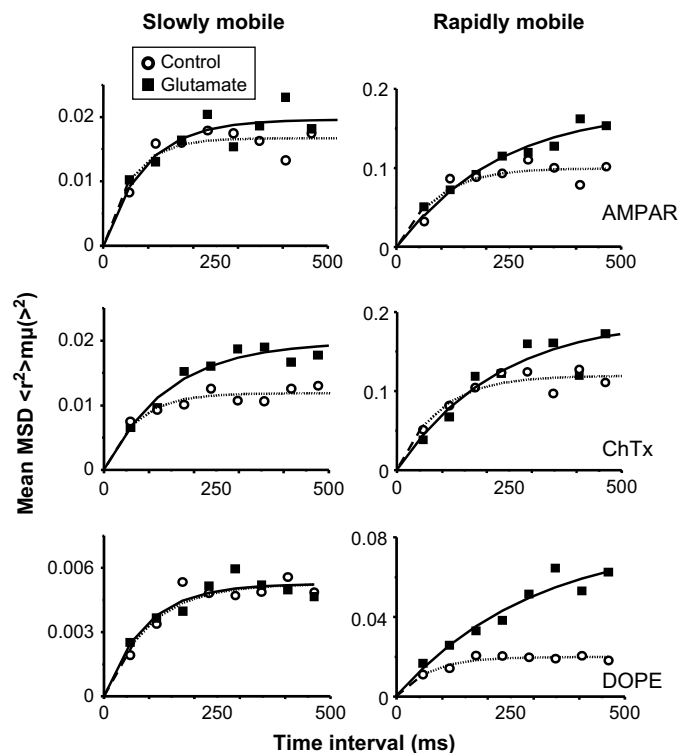 Slowly mobile
Rapidly mobile
Control
Glutamate
0.02
0.01
0
0 250 500
0.2
0.1
0
0 250 500
AMPAR
0.02
0.01
0
0 250 500
0.2
0.1
0
0 250 500
ChTx
0.006
0.003
0
0 250 500
0.08
0.04
0
0 250 500
DOPE
Mean MSD <r²>mµ(>²
Time interval (ms)